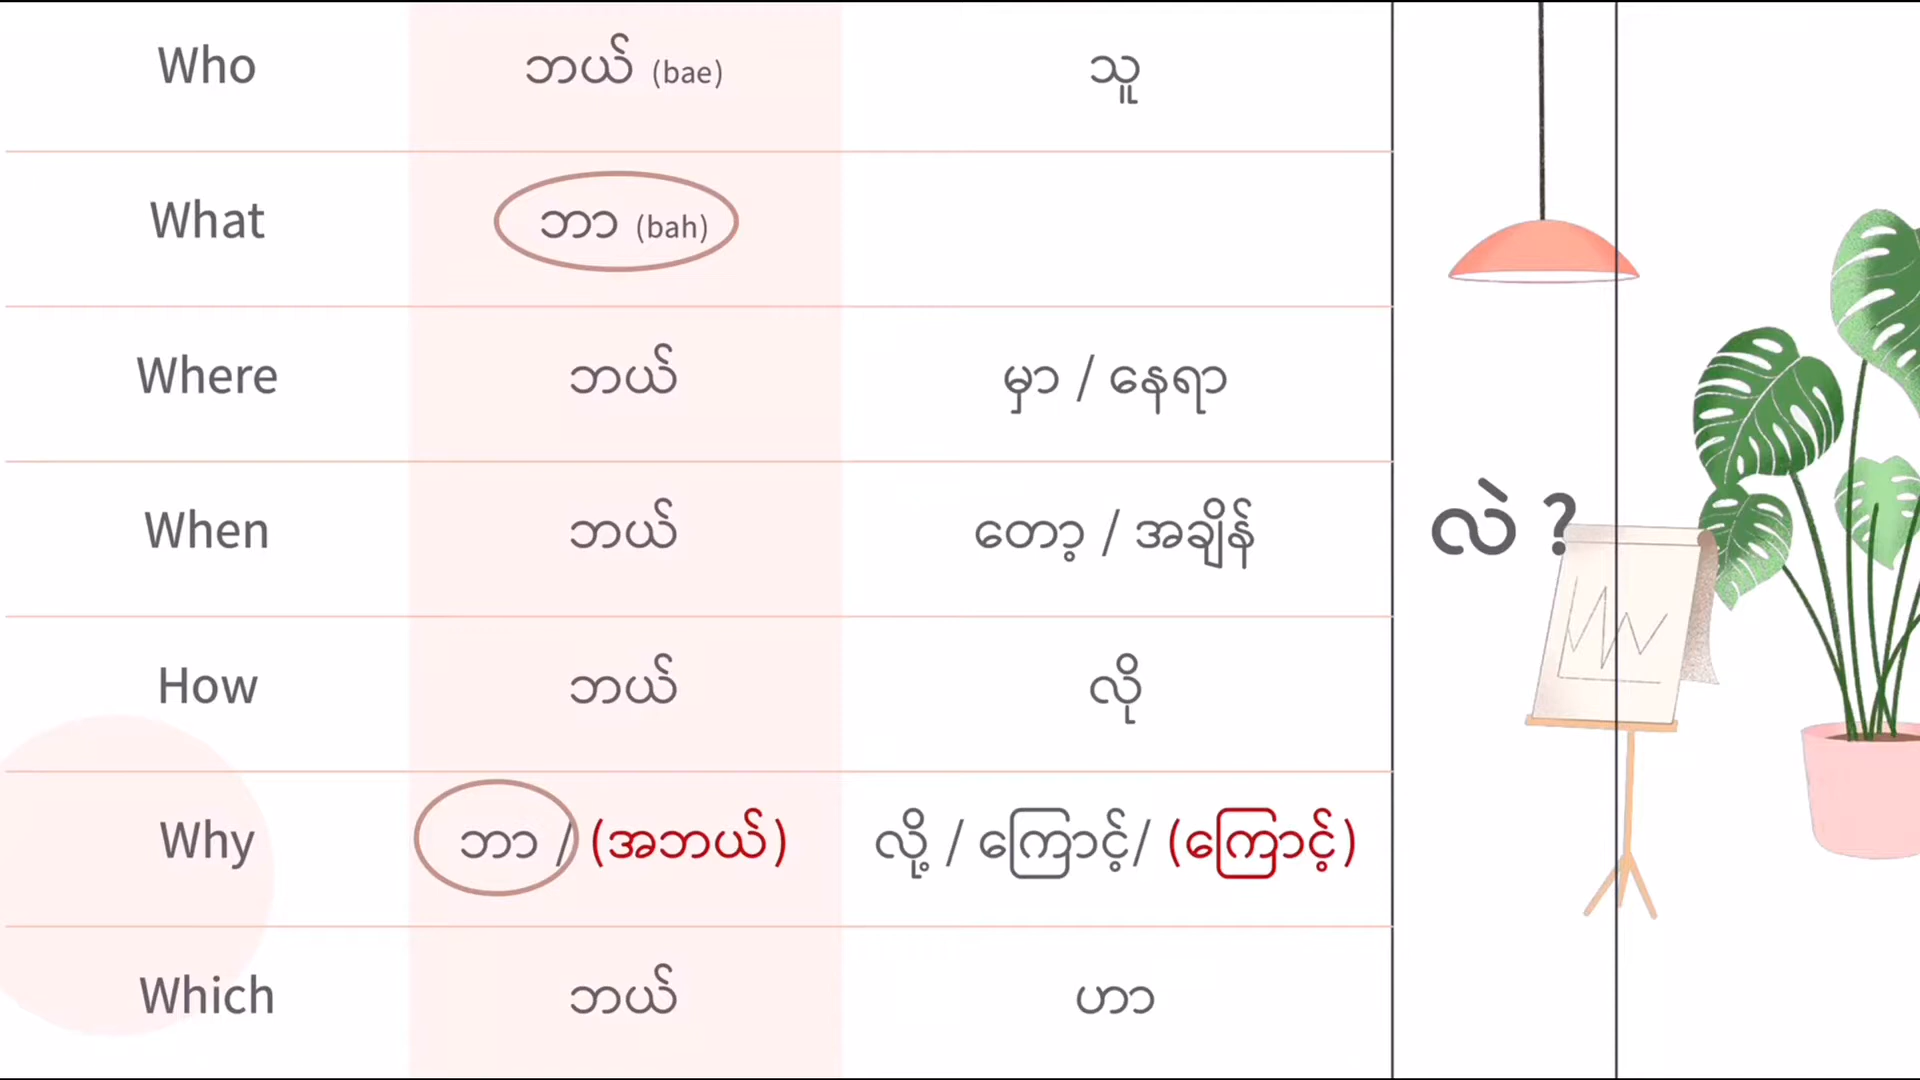 Who ဘယ် (bae) သူ
What ဘာ (bah)
Where ဘယ် မှာ / နေရာ
When ဘယ် တော့ / အချိန် လဲ ?
How ဘယ် လို
Why ဘာ / (အဘယ်) လို့ / ကြောင့်/ (ကြောင့်)
Which ဘယ် ဟာ